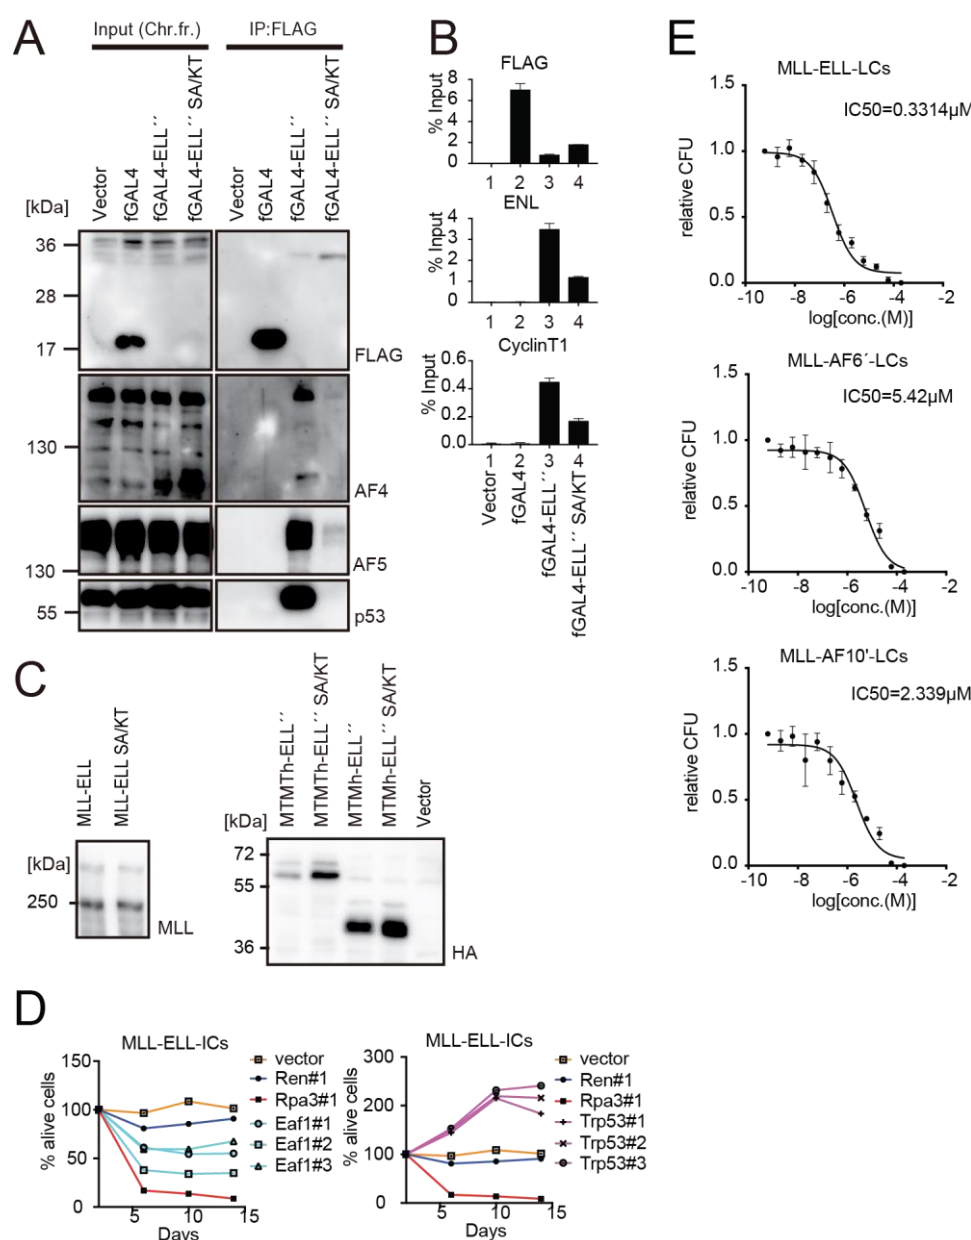 A
Input (Chr.fr.)
IP:FLAG
Vector
fGAL4
fGAL4-ELL´´
fGAL4-ELL´´ SA/KT
Vector
fGAL4
fGAL4-ELL´´
fGAL4-ELL´´ SA/KT
[kDa]
36
28
17
FLAG
130
AF4
130
AF5
55
p53
B
FLAG
% Input
8
6
4
2
0
1 2 3 4
ENL
% Input
4
3
2
1
0
1 2 3 4
CyclinT1
% Input
0.6
0.4
0.2
0.0
1 2 3 4
Vector
fGAL4
fGAL4-ELL´´
fGAL4-ELL´´ SA/KT
C
MLL-ELL
MLL-ELL SA/KT
[kDa]
250
MLL
MTMTh-ELL´´
MTMTh-ELL´´ SA/KT
MTMh-ELL´´
MTMh-ELL´´ SA/KT
Vector
[kDa]
72
55
36
HA
D
MLL-ELL-ICs
% alive cells
150
100
50
0
5 10 15
Days
vector
Ren#1
Rpa3#1
Eaf1#1
Eaf1#2
Eaf1#3
MLL-ELL-ICs
% alive cells
300
200
100
0
5 10 15
Days
vector
Ren#1
Rpa3#1
Trp53#1
Trp53#2
Trp53#3
E
MLL-ELL-LCs
IC50=0.3314µM
relative CFU
1.5
1.0
0.5
0.0
-10 -8 -6 -4 -2
log[conc.(M)]
MLL-AF6´-LCs
IC50=5.42µM
relative CFU
1.5
1.0
0.5
0.0
-10 -8 -6 -4 -2
log[conc.(M)]
MLL-AF10'-LCs
IC50=2.339µM
relative CFU
1.5
1.0
0.5
0.0
-10 -8 -6 -4 -2
log[conc.(M)]